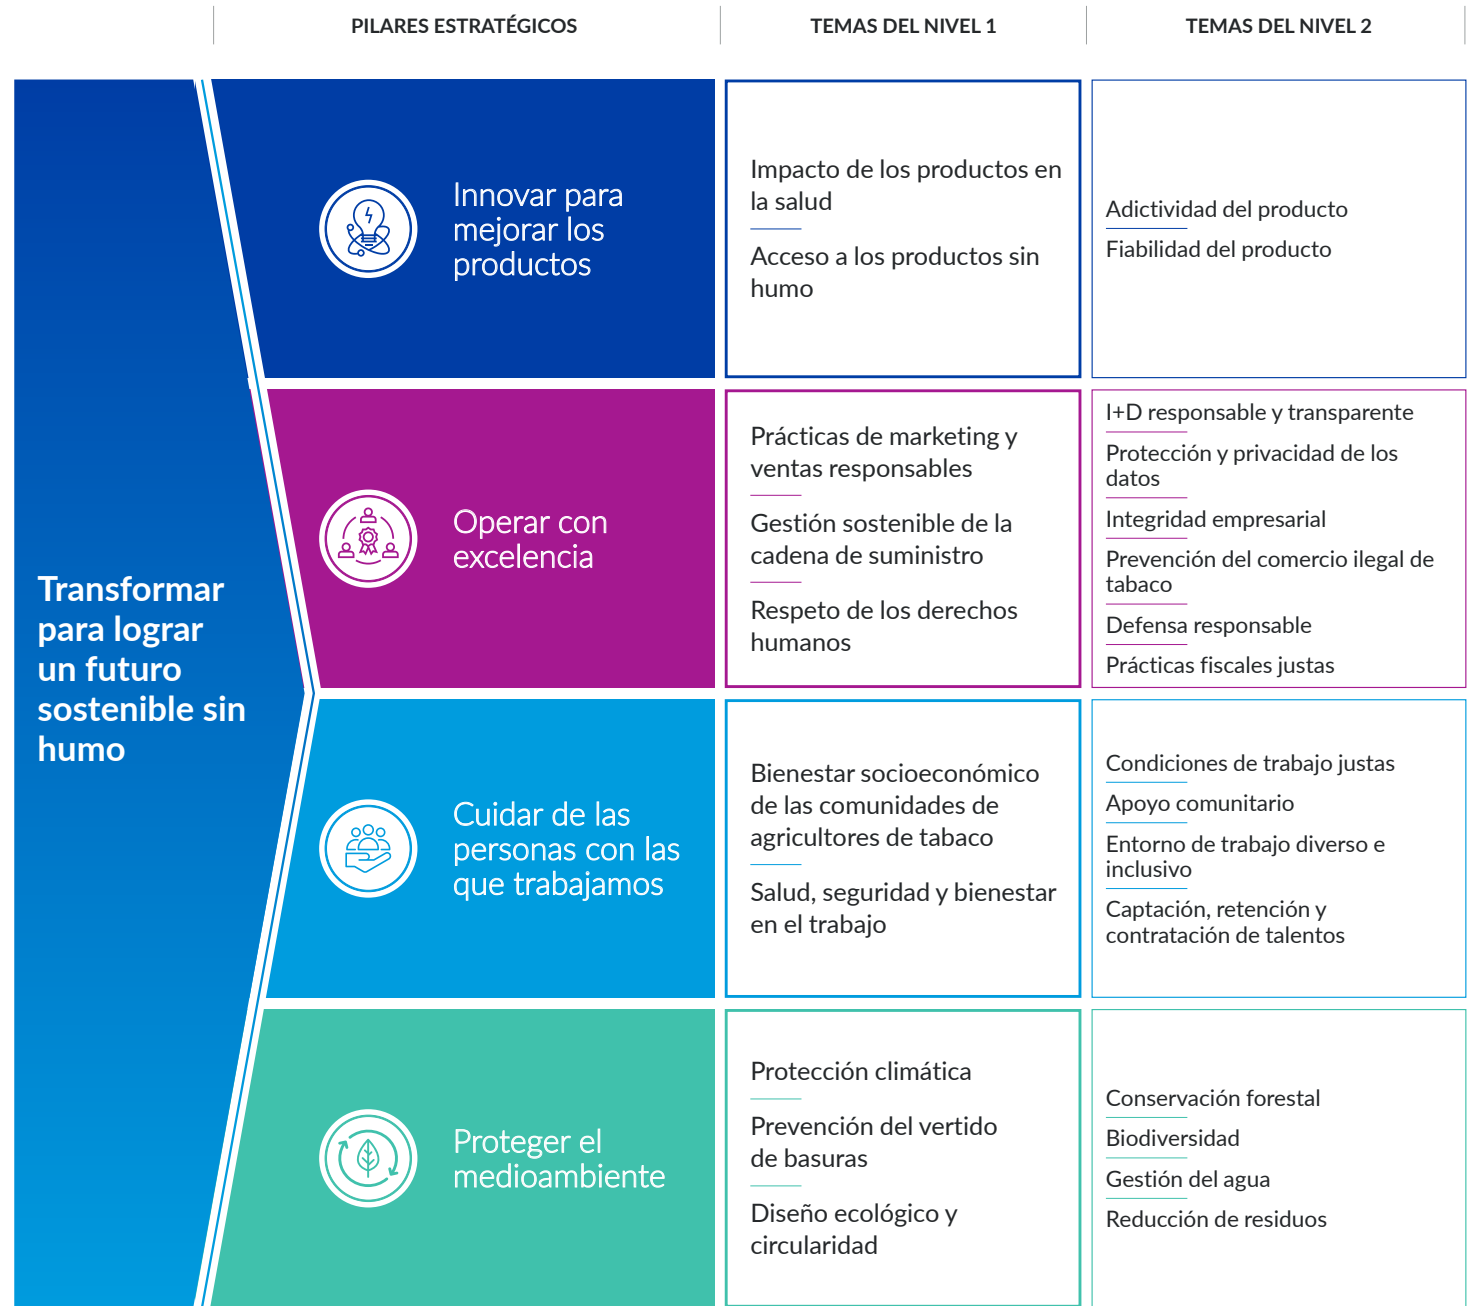 PILARES ESTRATÉGICOS
TEMAS DEL NIVEL 1
TEMAS DEL NIVEL 2
Transformar
para lograr
un futuro
sostenible sin
humo
Innovar para
mejorar los
productos
Impacto de los productos en
la salud
Acceso a los productos sin
humo
Adictividad del producto
Fiabilidad del producto
Operar con
excelencia
Prácticas de marketing y
ventas responsables
Gestión sostenible de la
cadena de suministro
Respeto de los derechos
humanos
I+D responsable y transparente
Protección y privacidad de los
datos
Integridad empresarial
Prevención del comercio ilegal de
tabaco
Defensa responsable
Prácticas fiscales justas
Cuidar de las
personas con las
que trabajamos
Bienestar socioeconómico
de las comunidades de
agricultores de tabaco
Salud, seguridad y bienestar
en el trabajo
Condiciones de trabajo justas
Apoyo comunitario
Entorno de trabajo diverso e
inclusivo
Captación, retención y
contratación de talentos
Proteger el
medioambiente
Protección climática
Prevención del vertido
de basuras
Diseño ecológico y
circularidad
Conservación forestal
Biodiversidad
Gestión del agua
Reducción de residuos